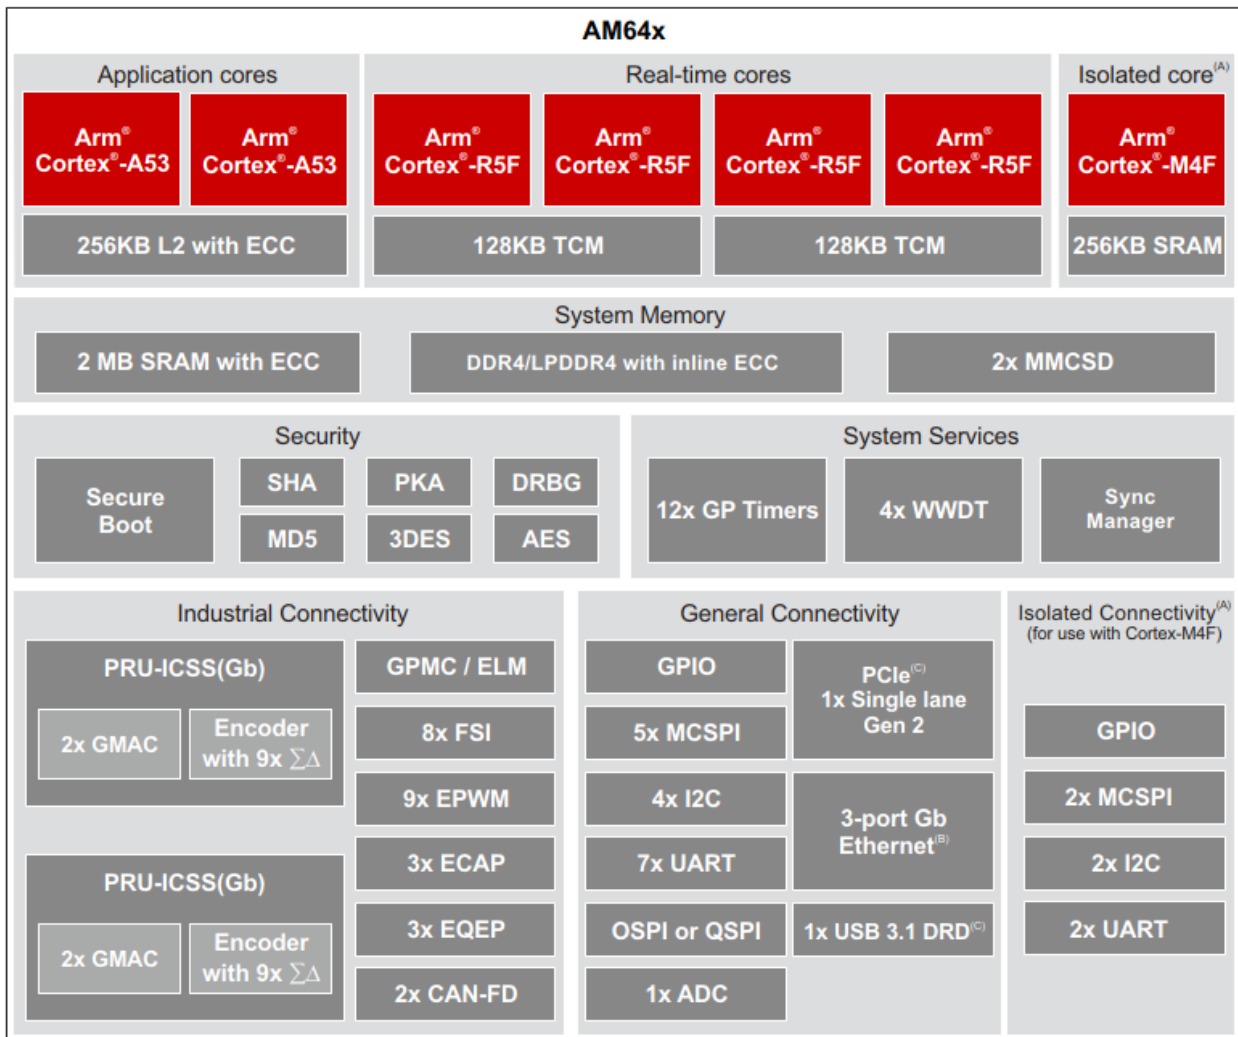 AM64x
Application cores
Real-time cores
Isolated core(A)
Arm®
Cortex®-A53
Arm®
Cortex®-A53
Arm®
Cortex®-R5F
Arm®
Cortex®-R5F
Arm®
Cortex®-R5F
Arm®
Cortex®-R5F
Arm®
Cortex®-M4F
256KB L2 with ECC
128KB TCM
128KB TCM
256KB SRAM
System Memory
2 MB SRAM with ECC
DDR4/LPDDR4 with inline ECC
2x MMCSD
Security
Secure
Boot
SHA
PKA
DRBG
MD5
3DES
AES
System Services
12x GP Timers
4x WWDT
Sync
Manager
Industrial Connectivity
PRU-ICSS(Gb)
2x GMAC
Encoder
with 9x ∑Δ
PRU-ICSS(Gb)
2x GMAC
Encoder
with 9x ∑Δ
GPMC / ELM
8x FSI
9x EPWM
3x ECAP
3x EQEP
2x CAN-FD
General Connectivity
GPIO
5x MCSPI
4x I2C
7x UART
OSPI or QSPI
1x ADC
PCIe(C)
1x Single lane
Gen 2
3-port Gb
Ethernet(B)
1x USB 3.1 DRD(C)
Isolated Connectivity(A)
(for use with Cortex-M4F)
GPIO
2x MCSPI
2x I2C
2x UART